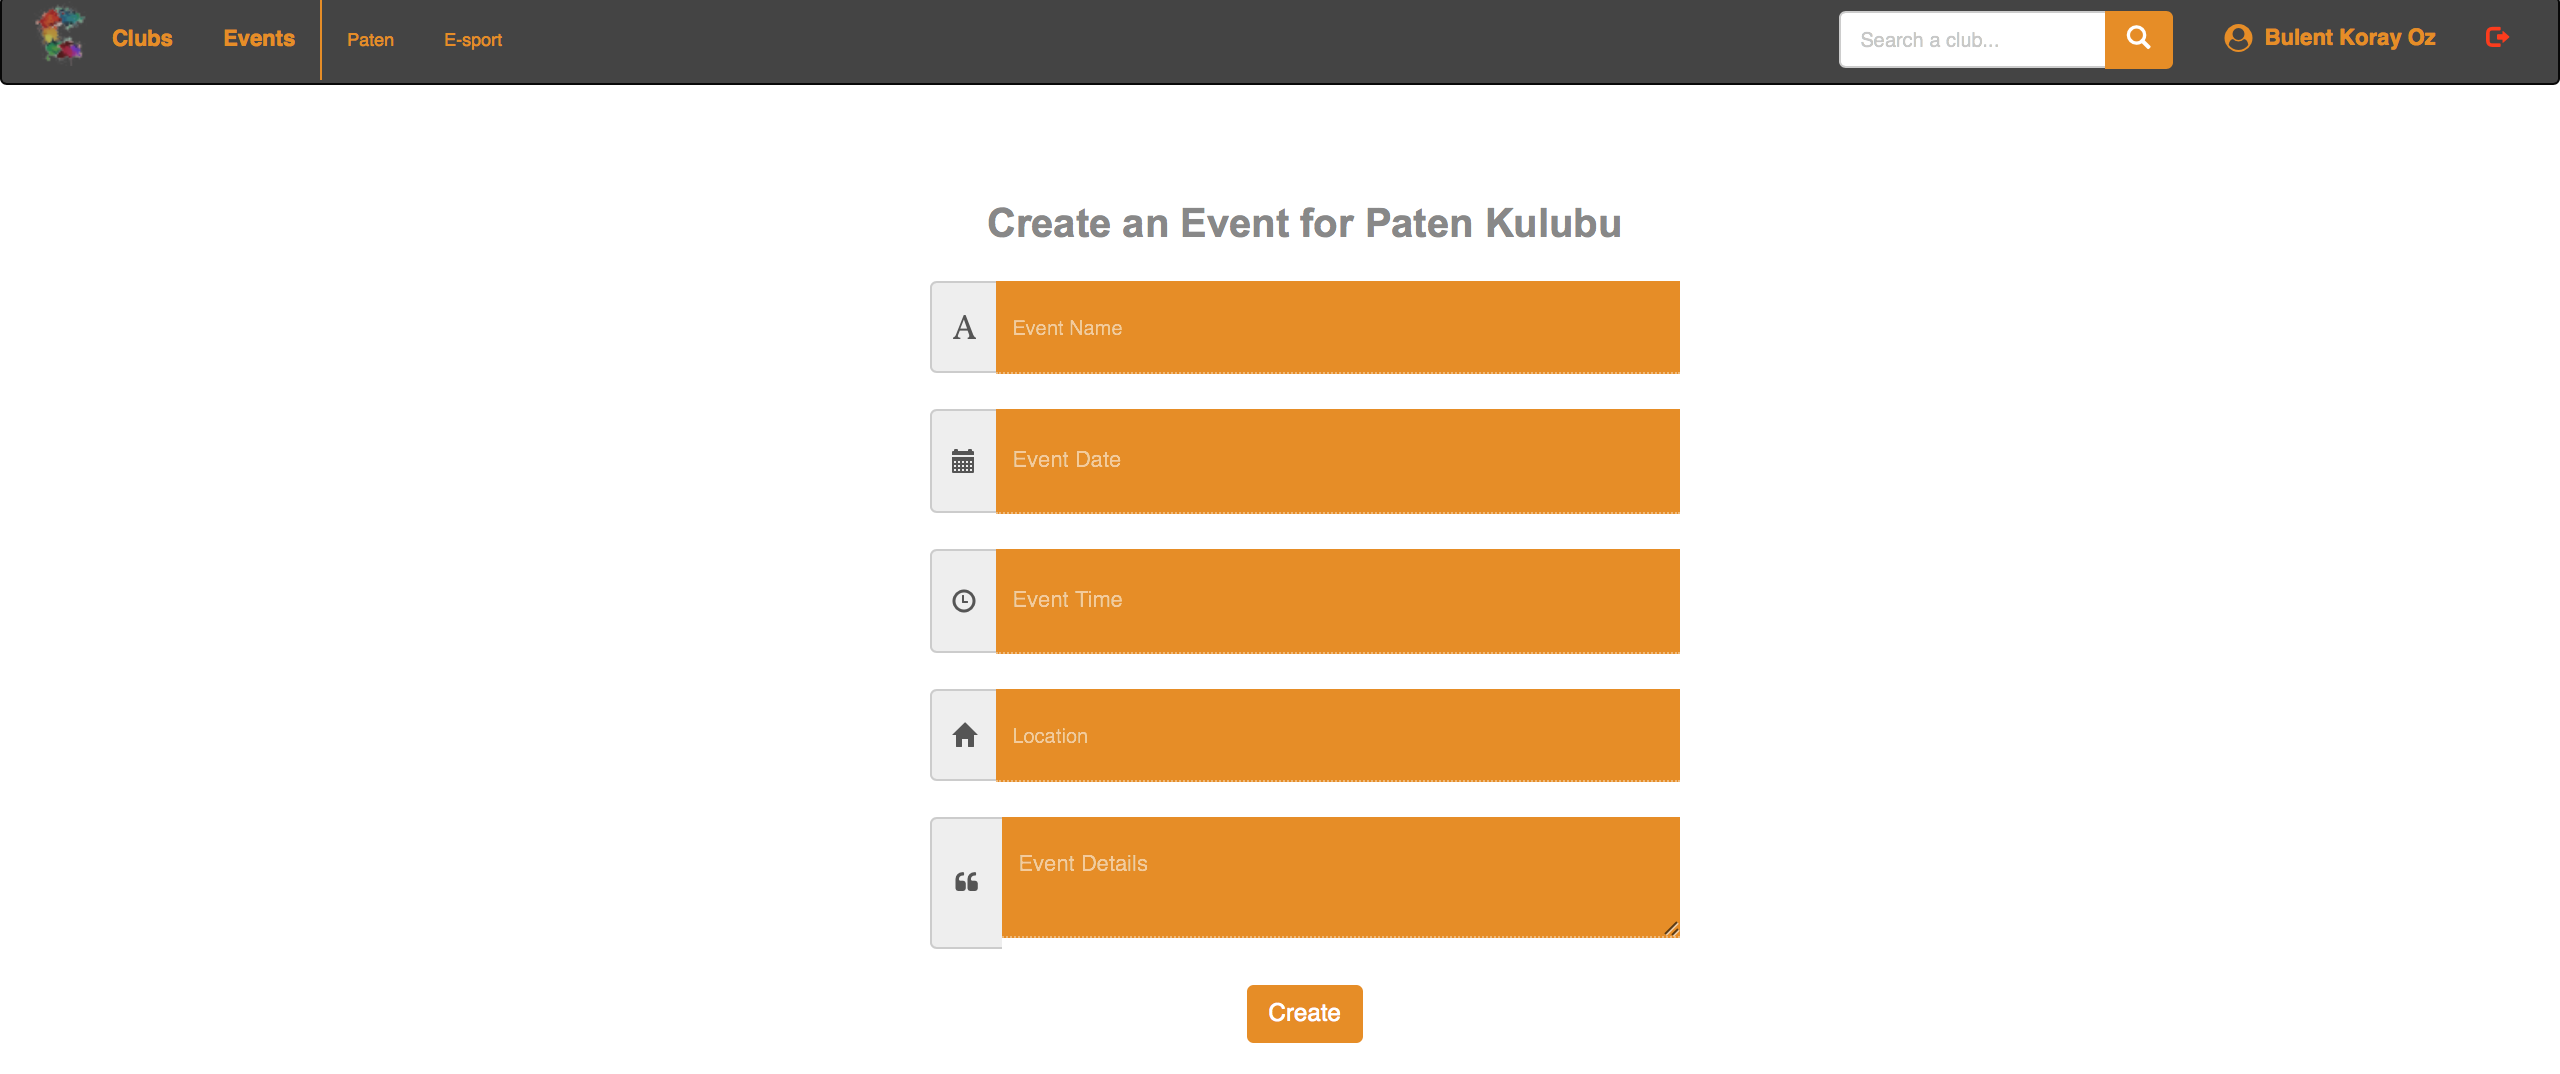 Clubs Events Paten E-sport Search a club... Bulent Koray Oz
Create an Event for Paten Kulubu
Event Name
Event Date
Event Time
Location
Event Details
Create